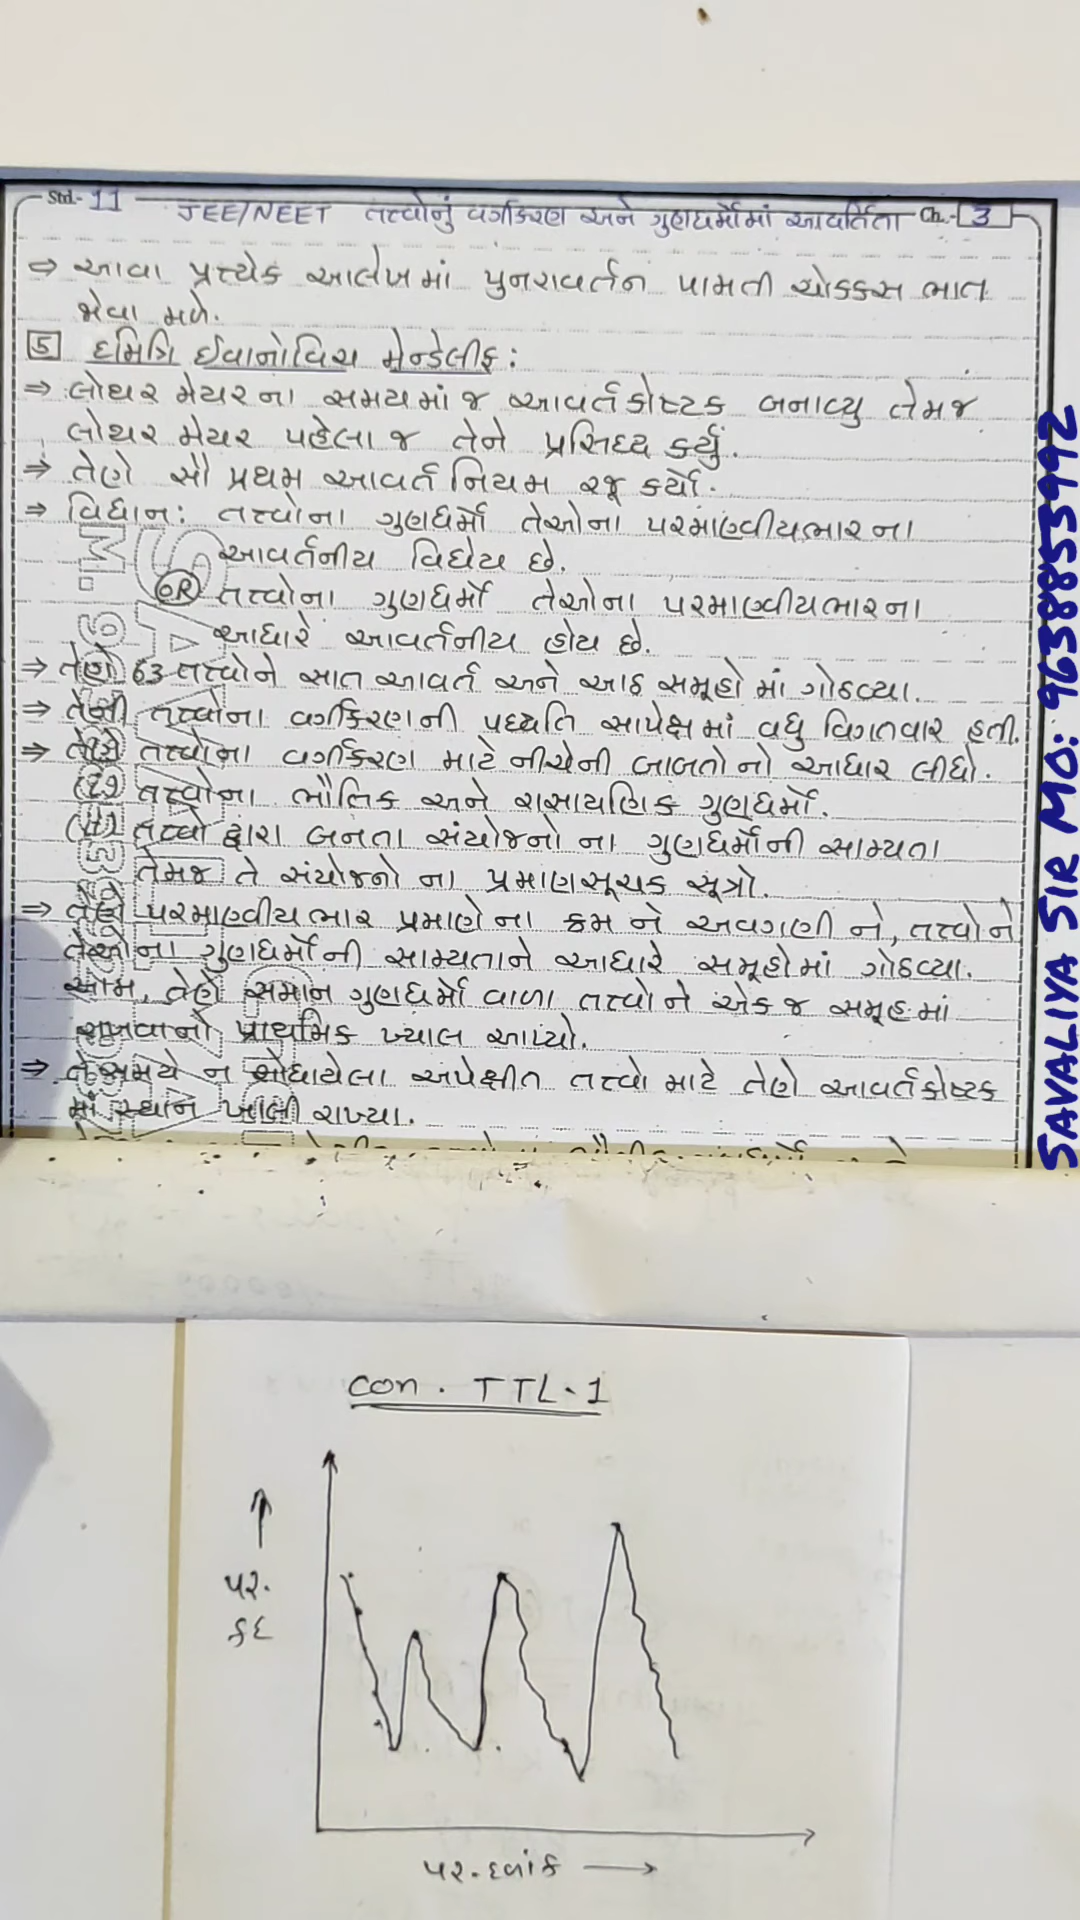 Std.- 11 JEE/NEET તત્ત્વોનું વર્ગીકરણ અને ગુણધર્મોમાં આવર્તિતા Ch.- 3
⇒ આવા પ્રત્યેક આલેખમાં પુનરાવર્તન પામતી ચોક્કસ ભાત
જોવા મળે.
5 દમિત્રિ ઈવાનોવિચ મેન્ડેલીફ :
⇒ લોથર મેયરના સમયમાં જ આવર્તકોષ્ટક બનાવ્યુ તેમજ
લોથર મેયર પહેલા જ તેને પ્રસિધ્ધ કર્યું.
⇒ તેણે સૌ પ્રથમ આવર્ત નિયમ રજૂ કર્યો.
⇒ વિધાન : તત્ત્વોના ગુણધર્મો તેઓના પરમાણ્વીયભારના
આવર્તનીય વિધેય છે.
OR તત્ત્વોના ગુણધર્મો તેઓના પરમાણ્વીયભારના
આધારે આવર્તનીય હોય છે.
⇒ તેણે 63 તત્ત્વોને સાત આવર્ત અને આઠ સમૂહોમાં ગોઠવ્યા.
⇒ તેની તત્ત્વોના વર્ગીકરણની પધ્ધતિ સાપેક્ષમાં વધુ વિગતવાર હતી.
⇒ તેણે તત્ત્વોના વર્ગીકરણ માટે નીચેની બાબતોનો આધાર લીધો.
તત્ત્વોના ભૌતિક અને રાસાયણિક ગુણધર્મો.
તત્ત્વો દ્વારા બનતા સંયોજનો ના ગુણધર્મોની સામ્યતા
તેમજ તે સંયોજનો ના પ્રમાણસૂચક સૂત્રો.
⇒ તેણે પરમાણ્વીયભાર પ્રમાણેના ક્રમ ને અવગણી ને, તત્ત્વોને
તેઓના ગુણધર્મોની સામ્યતાને આધારે સમૂહોમાં ગોઠવ્યા.
આમ, તેણે સમાન ગુણધર્મો વાળા તત્ત્વોને એક જ સમૂહમાં
રાખવાનો પ્રાથમિક ખ્યાલ આપ્યો.
⇒ તે સમયે ન શોધાયેલા અપેક્ષીત તત્ત્વો માટે તેણે આવર્તકોષ્ટક
માં સ્થાન ખાલી રાખ્યા.
SAVALIYA SIR MO: 9638853992
con. TTL-1
પર.
કદ
પર.દળાંક